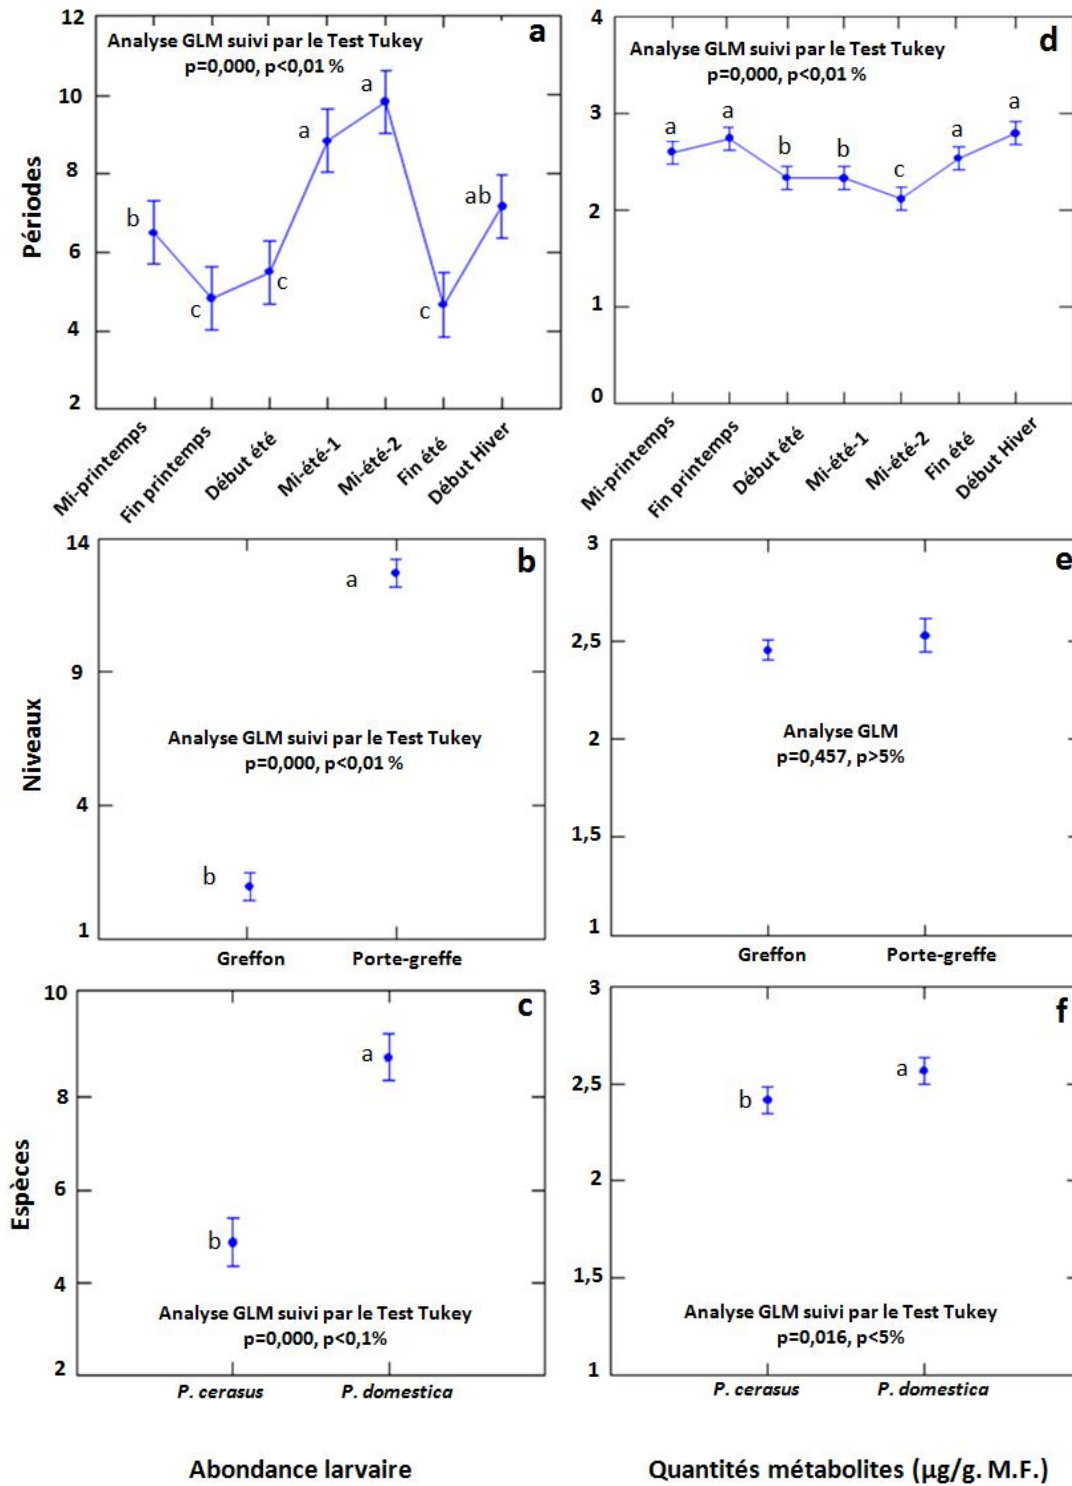 12
10
8
6
4
2
Périodes
a
Analyse GLM suivi par le Test Tukey
p=0,000, p<0,01 %
b
c
c
a
a
c
ab
Mi-printemps
Fin printemps
Début été
Mi-été-1
Mi-été-2
Fin été
Début Hiver
4
3
2
1
0
d
Analyse GLM suivi par le Test Tukey
p=0,000, p<0,01 %
a
a
b
b
c
a
a
Mi-printemps
Fin printemps
Début été
Mi-été-1
Mi-été-2
Fin été
Début Hiver
14
9
4
1
Niveaux
b
a
Analyse GLM suivi par le Test Tukey
p=0,000, p<0,01 %
b
Greffon
Porte-greffe
3
2,5
2
1,5
1
e
Analyse GLM
p=0,457, p>5%
Greffon
Porte-greffe
10
8
6
4
2
Espèces
c
a
b
Analyse GLM suivi par le Test Tukey
p=0,000, p<0,1%
P. cerasus
P. domestica
3
2,5
2
1,5
1
f
a
b
Analyse GLM suivi par le Test Tukey
p=0,016, p<5%
P. cerasus
P. domestica
Abondance larvaire
Quantités métabolites (µg/g. M.F.)